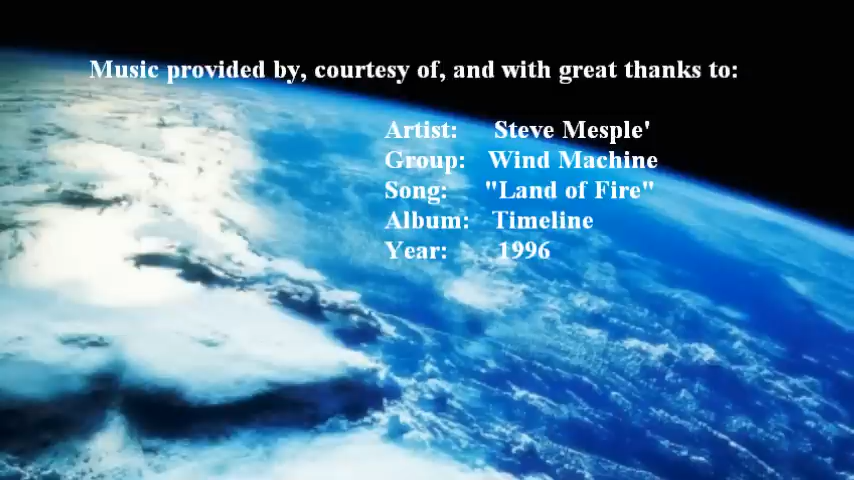 Music provided by, courtesy of, and with great thanks to:
Artist: Steve Mesple'
Group: Wind Machine
Song: "Land of Fire"
Album: Timeline
Year: 1996